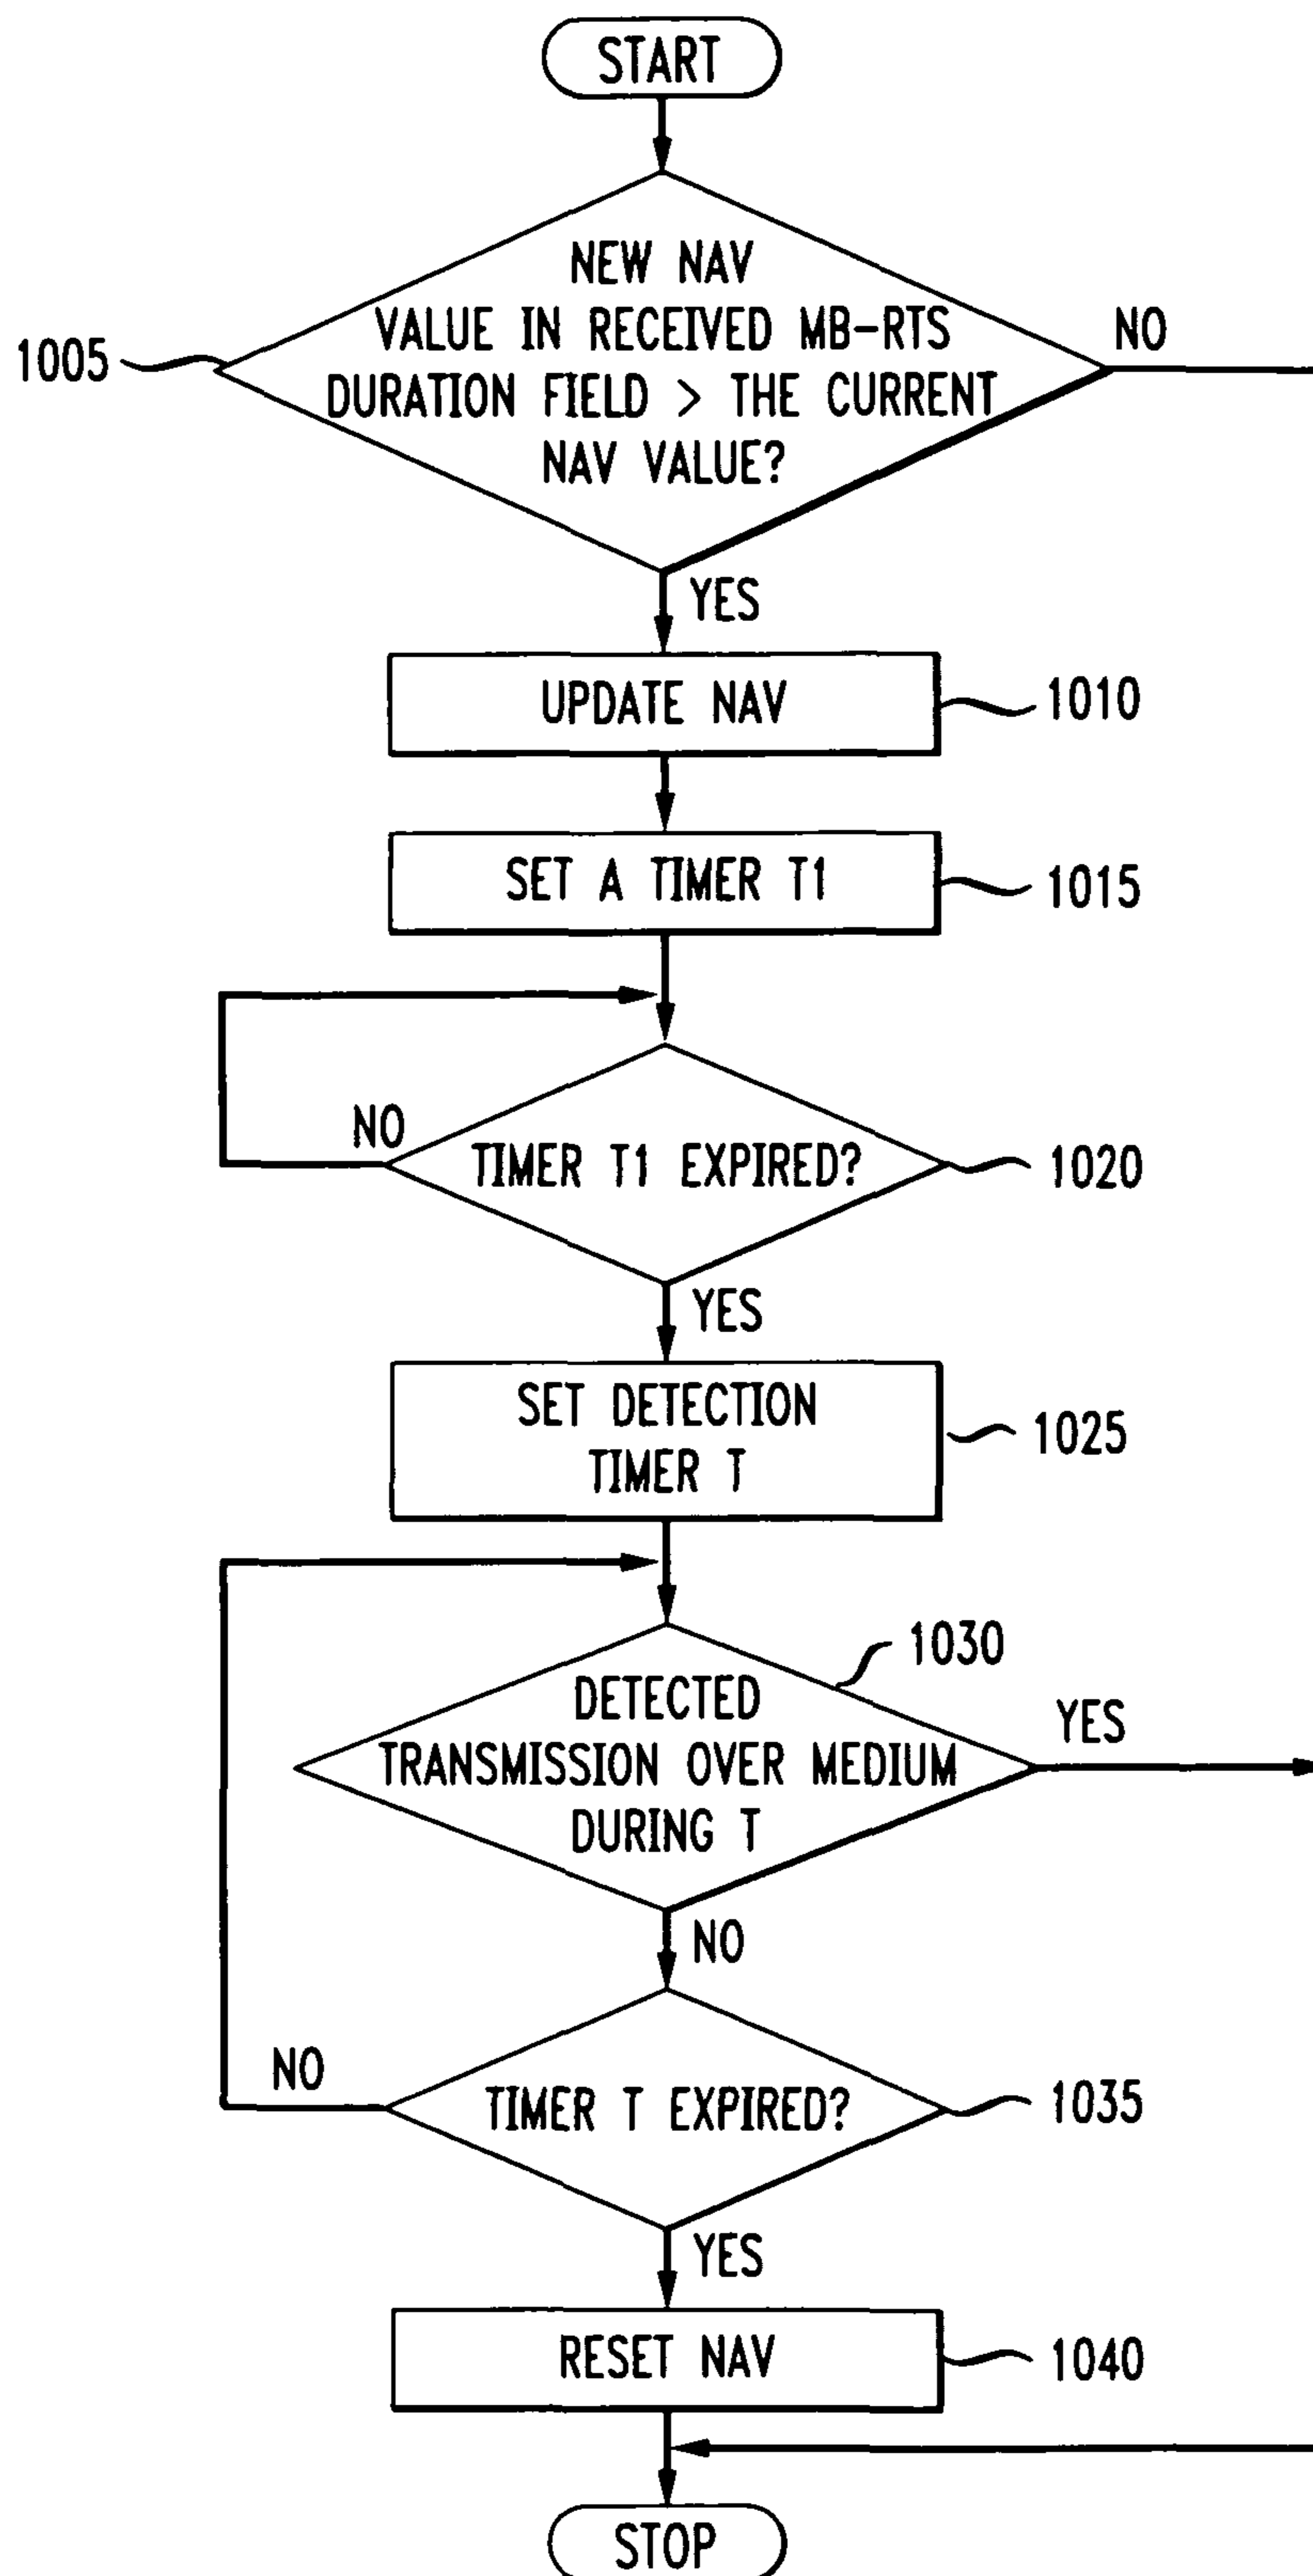 START
NEW NAV
VALUE IN RECEIVED MB-RTS
DURATION FIELD > THE CURRENT
NAV VALUE?
1005
NO
YES
UPDATE NAV
1010
SET A TIMER T1
1015
NO
TIMER T1 EXPIRED?
1020
YES
SET DETECTION
TIMER T
1025
1030
DETECTED
TRANSMISSION OVER MEDIUM
DURING T
YES
NO
NO
TIMER T EXPIRED?
1035
YES
RESET NAV
1040
STOP